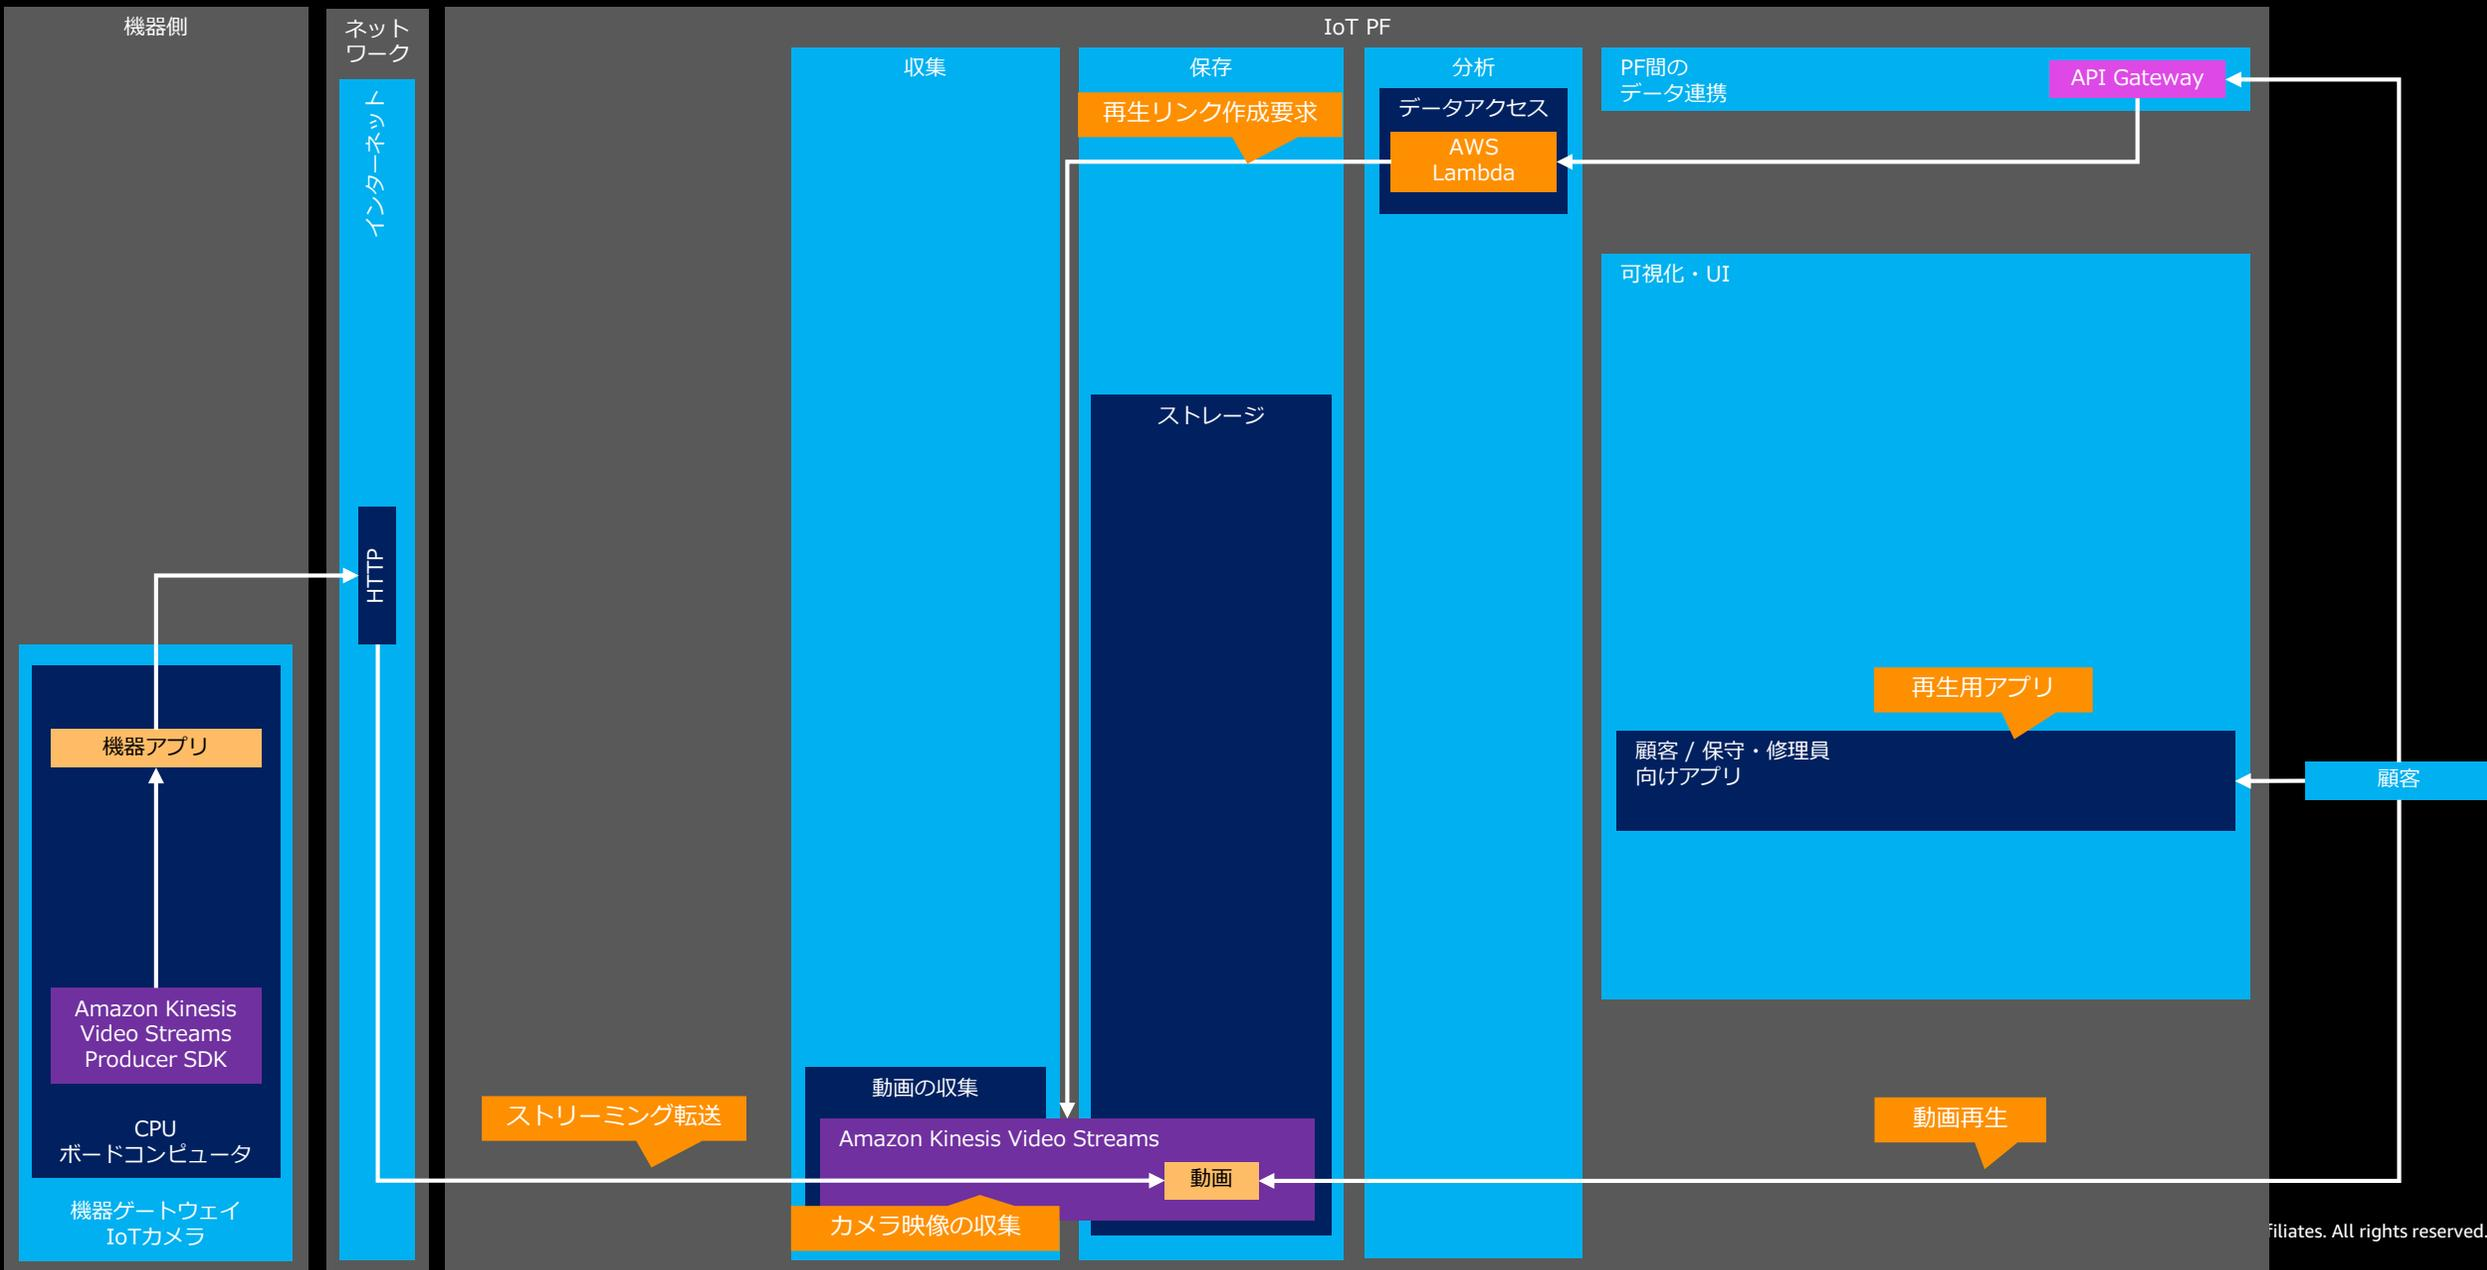 機器側
ネット
ワーク
IoT PF
インターネット
収集
保存
分析
PF間の
データ連携
API Gateway
再生リンク作成要求
データアクセス
AWS
Lambda
可視化・UI
ストレージ
HTTP
再生用アプリ
機器アプリ
顧客 / 保守・修理員
向けアプリ
顧客
Amazon Kinesis
Video Streams
Producer SDK
CPU
ボードコンピュータ
機器ゲートウェイ
IoTカメラ
ストリーミング転送
動画の収集
Amazon Kinesis Video Streams
動画
カメラ映像の収集
動画再生
filiates. All rights reserved.